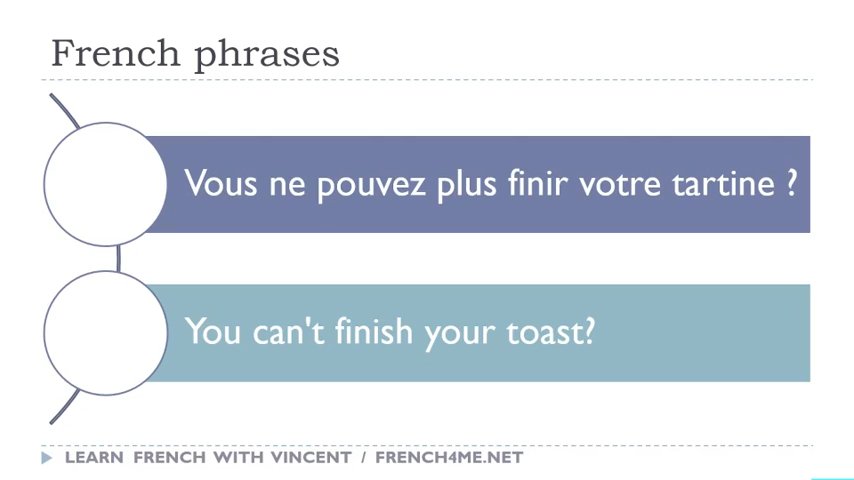 French phrases
Vous ne pouvez plus finir votre tartine ?
You can't finish your toast?
LEARN FRENCH WITH VINCENT / FRENCH4ME.NET